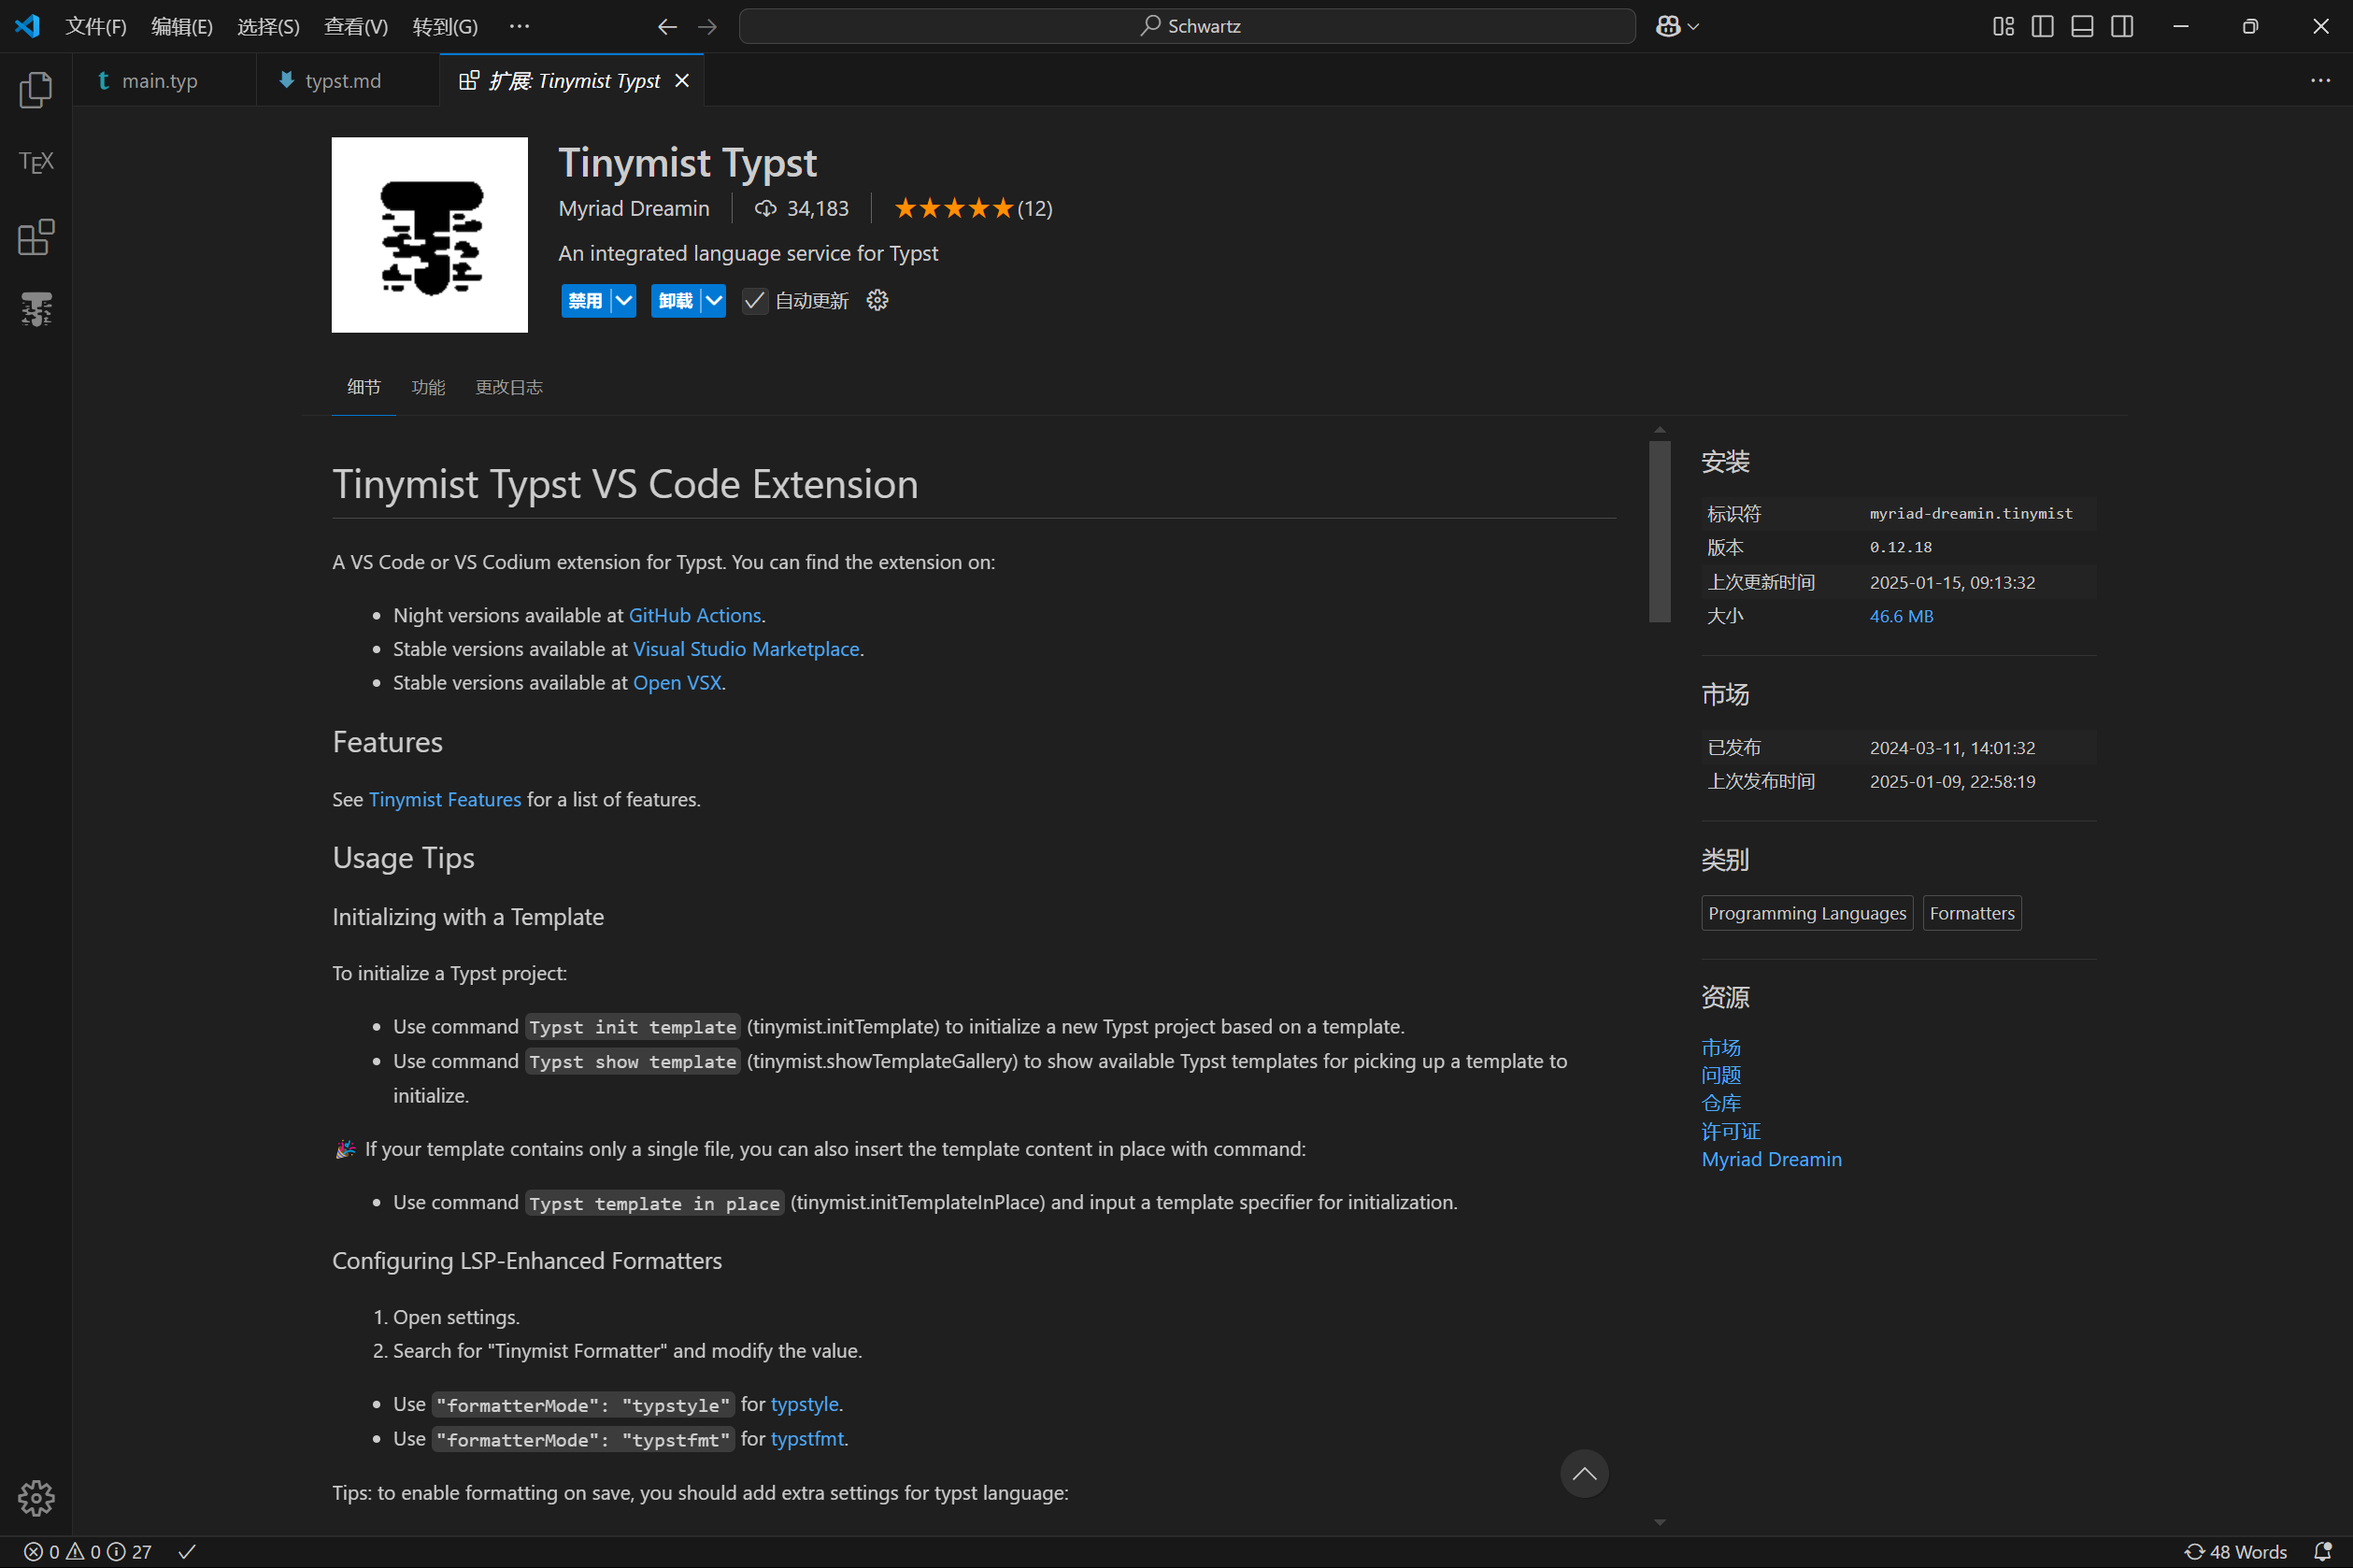 文件(F) 编辑(E) 选择(S) 查看(V) 转到(G) ··· Schwartz
main.typ typst.md 扩展: Tinymist Typst
TEX
Tinymist Typst
Myriad Dreamin 34,183 ★★★★★(12)
An integrated language service for Typst
禁用 卸载 自动更新
细节 功能 更改日志
Tinymist Typst VS Code Extension
A VS Code or VS Codium extension for Typst. You can find the extension on:
• Night versions available at GitHub Actions.
• Stable versions available at Visual Studio Marketplace.
• Stable versions available at Open VSX.
Features
See Tinymist Features for a list of features.
Usage Tips
Initializing with a Template
To initialize a Typst project:
• Use command Typst init template (tinymist.initTemplate) to initialize a new Typst project based on a template.
• Use command Typst show template (tinymist.showTemplateGallery) to show available Typst templates for picking up a template to
initialize.
🎉 If your template contains only a single file, you can also insert the template content in place with command:
• Use command Typst template in place (tinymist.initTemplateInPlace) and input a template specifier for initialization.
Configuring LSP-Enhanced Formatters
1. Open settings.
2. Search for "Tinymist Formatter" and modify the value.
• Use "formatterMode": "typstyle" for typstyle.
• Use "formatterMode": "typstfmt" for typstfmt.
Tips: to enable formatting on save, you should add extra settings for typst language:
安装
标识符 myriad-dreamin.tinymist
版本 0.12.18
上次更新时间 2025-01-15, 09:13:32
大小 46.6 MB
市场
已发布 2024-03-11, 14:01:32
上次发布时间 2025-01-09, 22:58:19
类别
Programming Languages Formatters
资源
市场
问题
仓库
许可证
Myriad Dreamin
0 0 27 48 Words